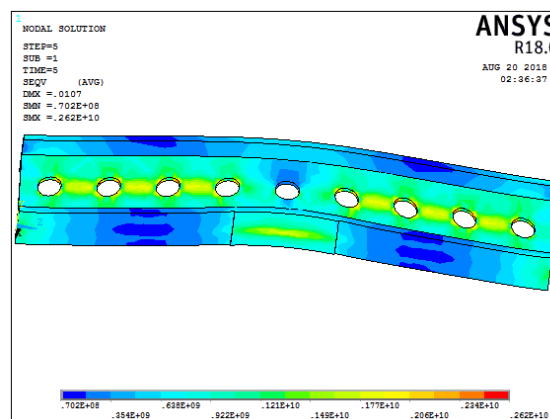 1
NODAL SOLUTION
STEP=5
SUB =1
TIME=5
SEQV (AVG)
DMX =.0107
SMN =.702E+08
SMX =.262E+10
ANSYS
R18.0
AUG 20 2018
02:36:37
.702E+08 .638E+09 .121E+10 .177E+10 .234E+10
.354E+09 .922E+09 .149E+10 .206E+10 .262E+10